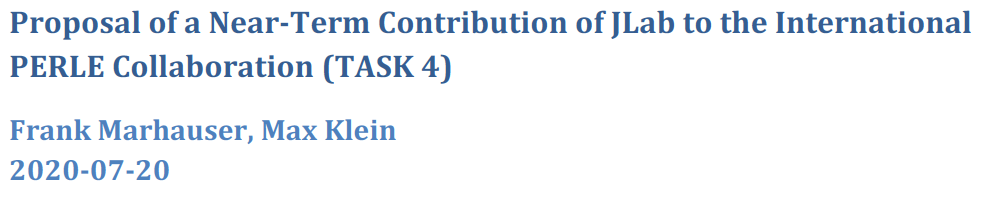 Proposal of a Near-Term Contribution of JLab to the International
PERLE Collaboration (TASK 4)
Frank Marhauser, Max Klein
2020-07-20